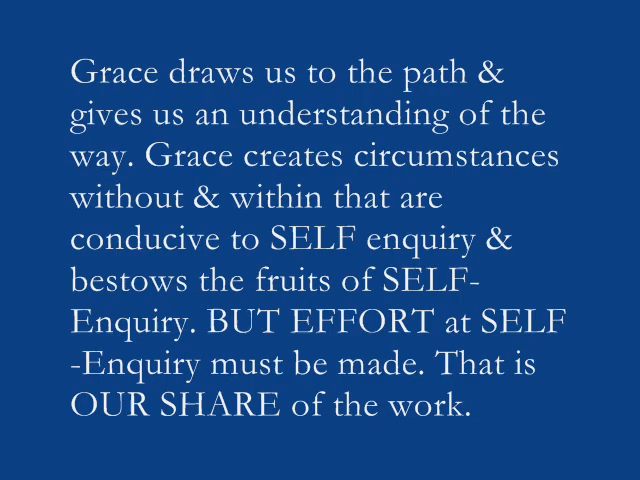 Grace draws us to the path &
gives us an understanding of the
way. Grace creates circumstances
without & within that are
conducive to SELF enquiry &
bestows the fruits of SELF-
Enquiry. BUT EFFORT at SELF
-Enquiry must be made. That is
OUR SHARE of the work.